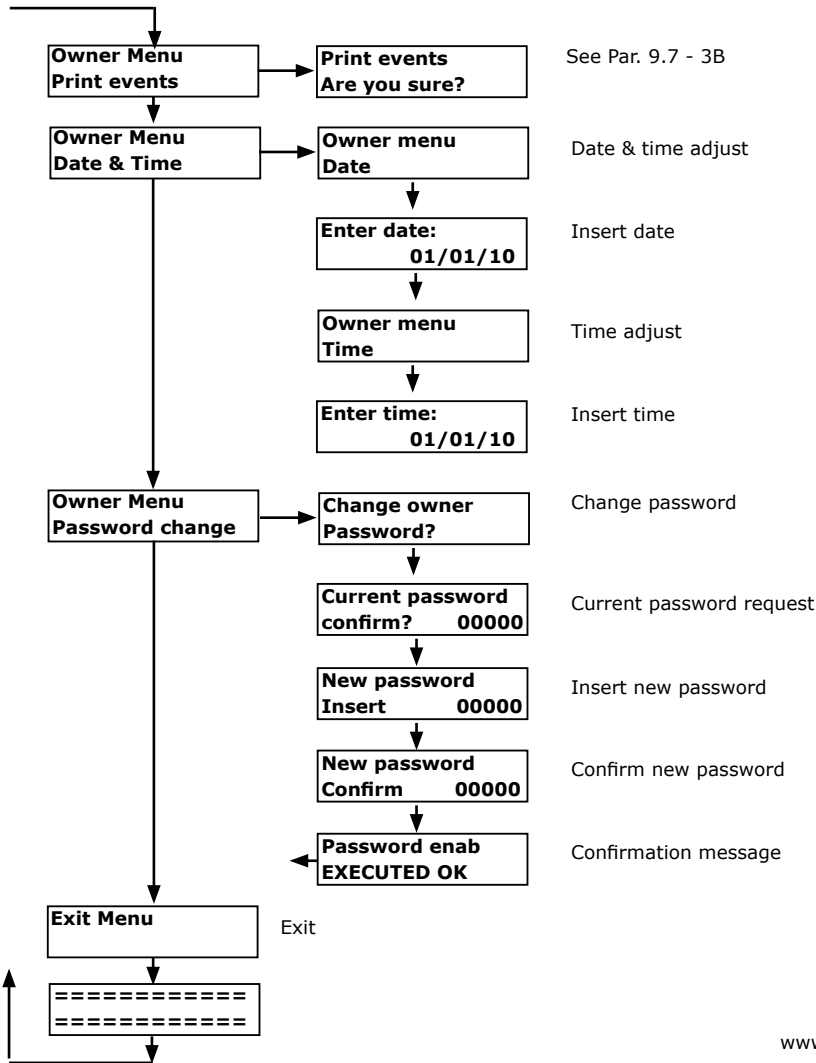 Owner Menu
Print events
Print events
Are you sure?
See Par. 9.7 - 3B
Owner Menu
Date & Time
Owner menu
Date
Date & time adjust
Enter date:
01/01/10
Insert date
Owner menu
Time
Time adjust
Enter time:
01/01/10
Insert time
Owner Menu
Password change
Change owner
Password?
Change password
Current password
confirm? 00000
Current password request
New password
Insert 00000
Insert new password
New password
Confirm 00000
Confirm new password
Password enab
EXECUTED OK
Confirmation message
Exit Menu
Exit
============
============
www